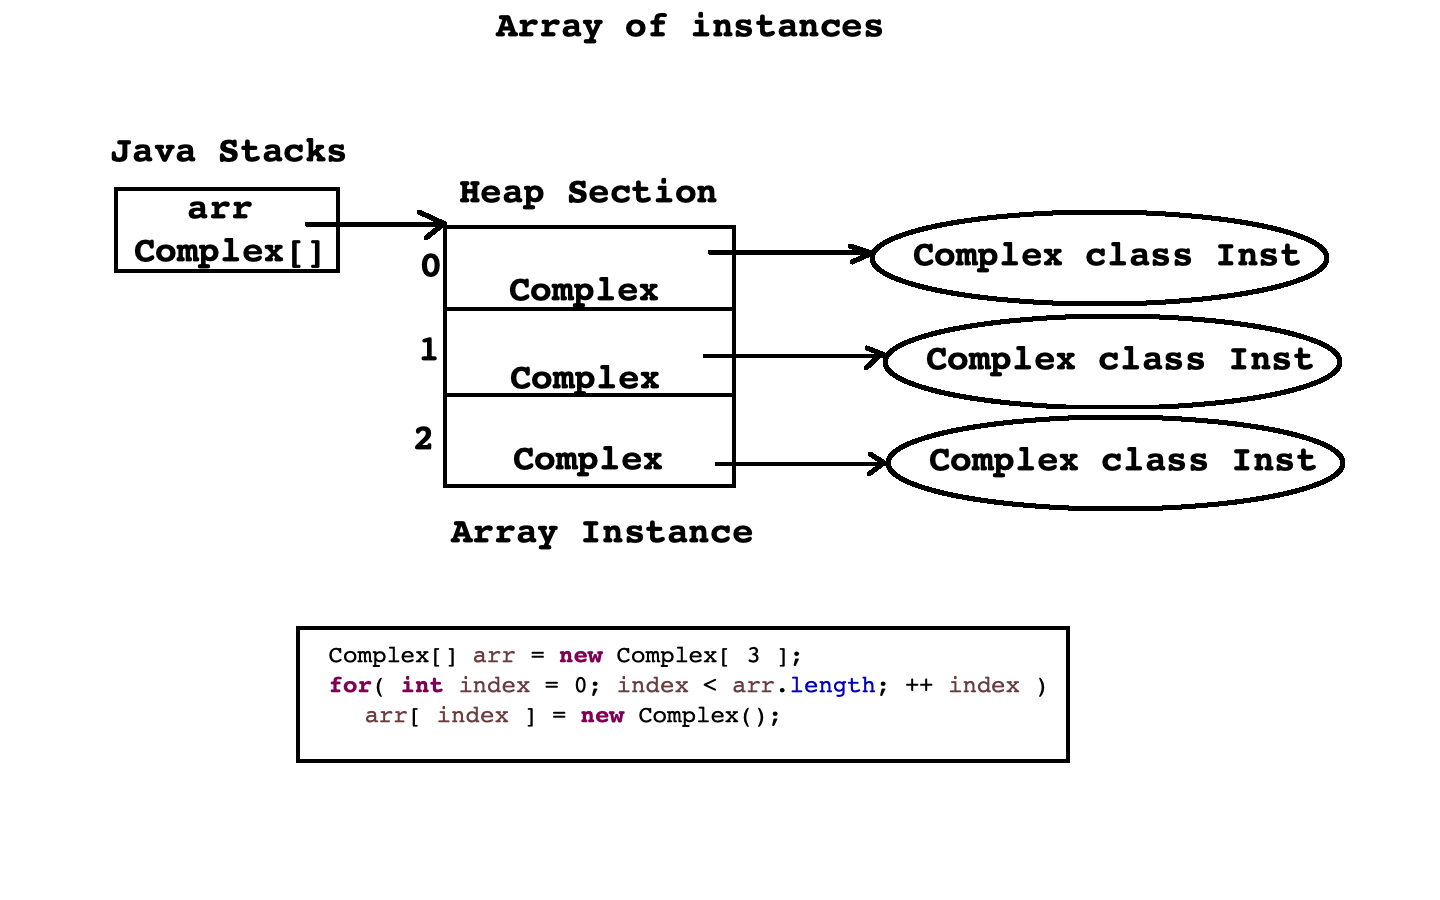 Array of instances
Java Stacks
arr
Complex[]
Heap Section
0
Complex
Complex class Inst
1
Complex
Complex class Inst
2
Complex
Complex class Inst
Array Instance
Complex[] arr = new Complex[ 3 ];
for( int index = 0; index < arr.length; ++ index )
arr[ index ] = new Complex();